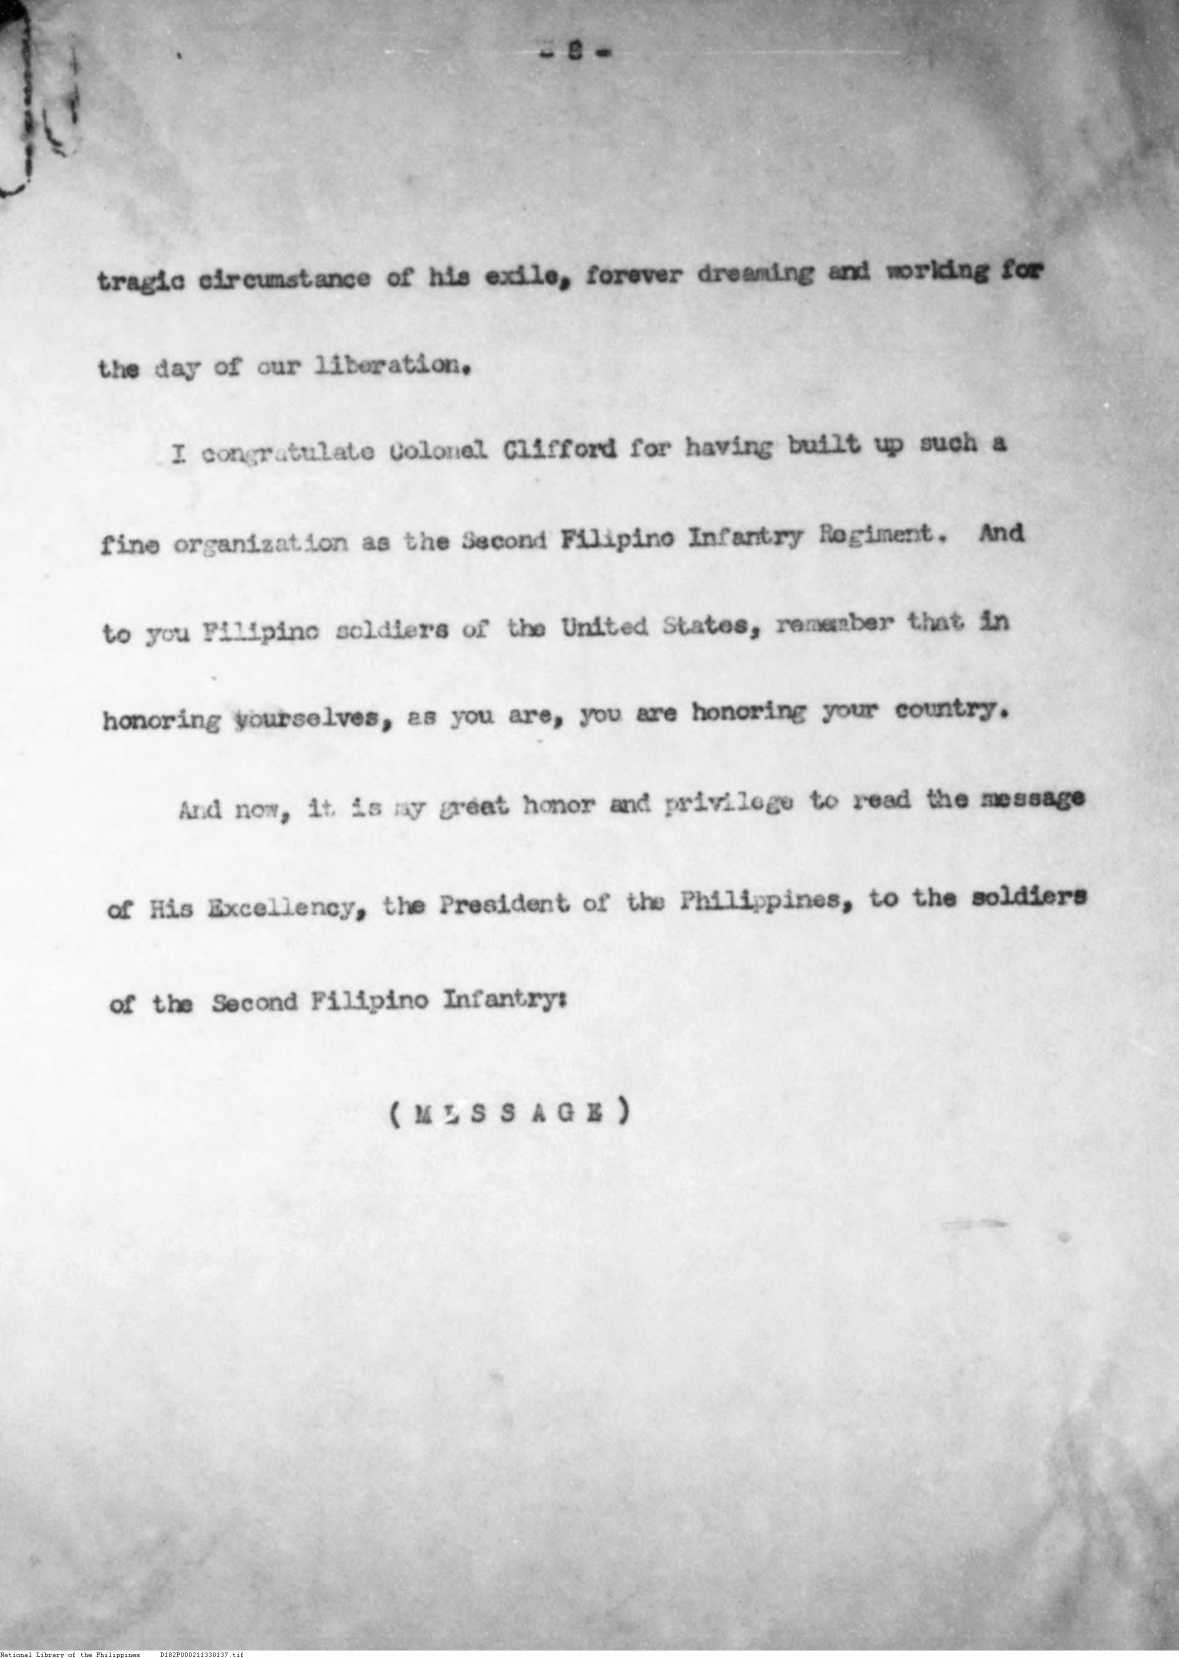 - 8 -
tragic circumstance of his exile, forever dreaming and working for
the day of our liberation.
I congratulate Colonel Clifford for having built up such a
fine organization as the Second Filipino Infantry Regiment. And
to you Filipino soldiers of the United States, remember that in
honoring yourselves, as you are, you are honoring your country.
And now, it is my great honor and privilege to read the message
of His Excellency, the President of the Philippines, to the soldiers
of the Second Filipino Infantry:
( M E S S A G E )
National Library of the Philippines D182P000211338137.tif